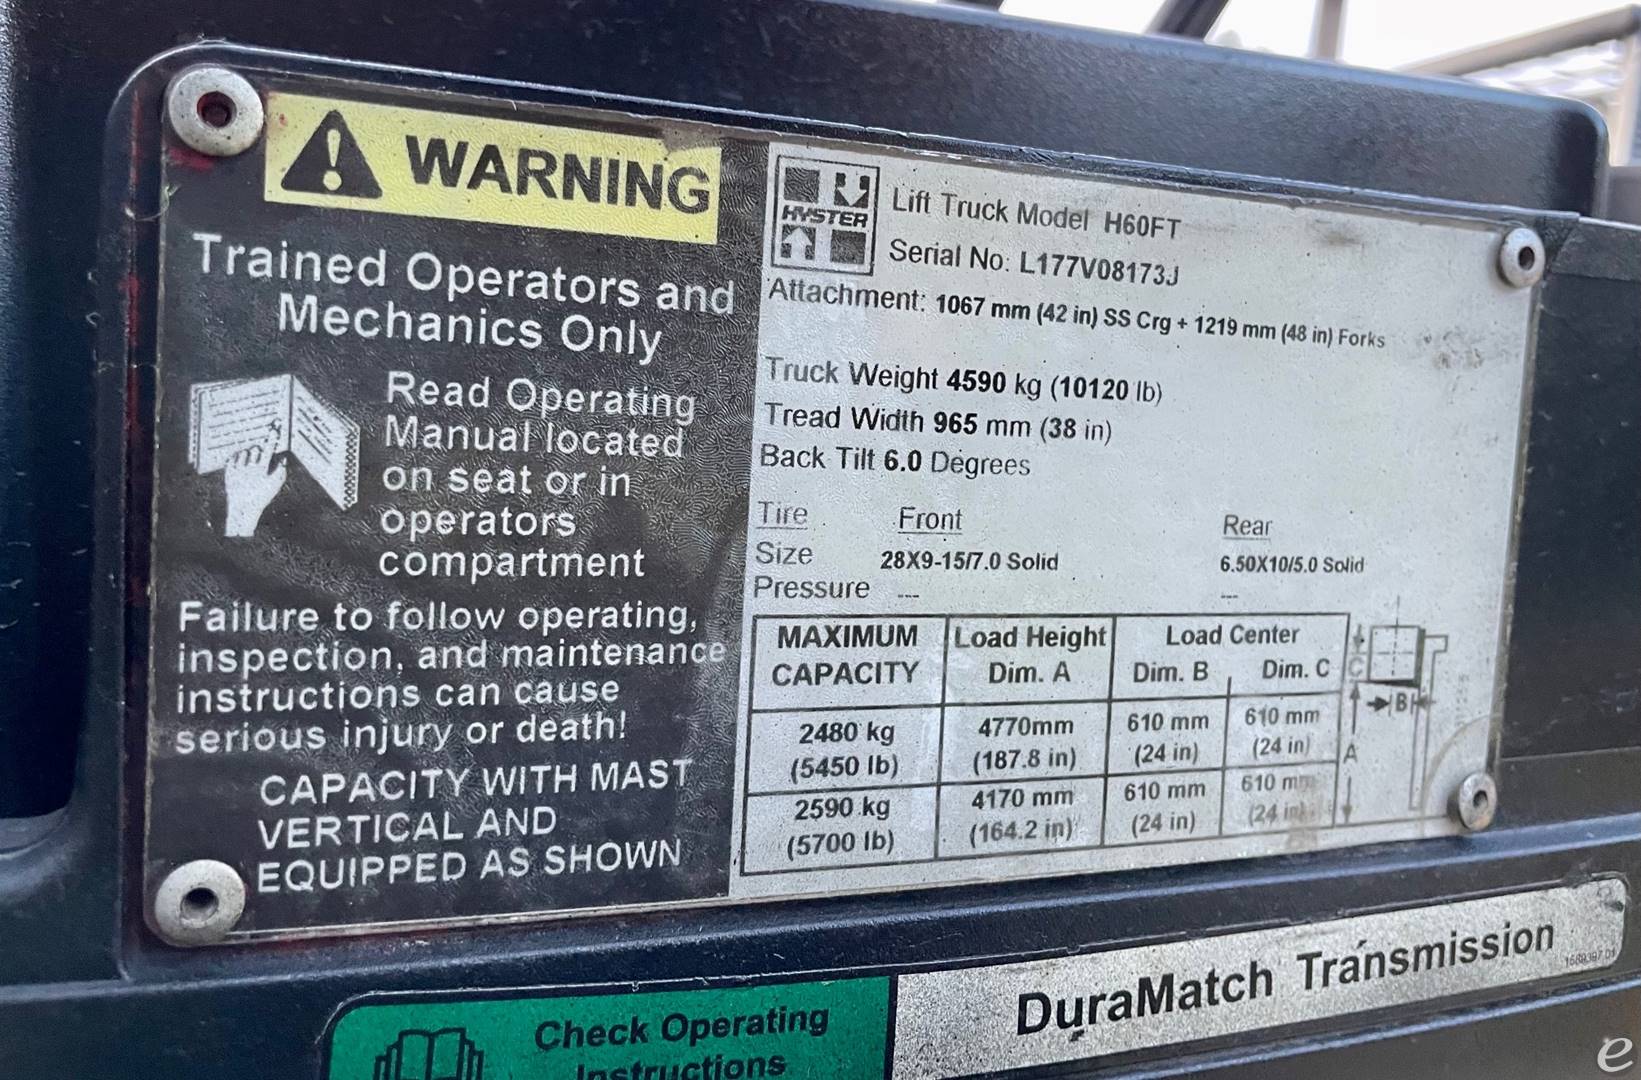 WARNING
Trained Operators and
Mechanics Only
Read Operating
Manual located
on seat or in
operators
compartment
Failure to follow operating,
inspection, and maintenance
instructions can cause
serious injury or death!
CAPACITY WITH MAST
VERTICAL AND
EQUIPPED AS SHOWN
HYSTER
Lift Truck Model H60FT
Serial No: L177V08173J
Attachment: 1067 mm (42 in) SS Crg + 1219 mm (48 in) Forks
Truck Weight 4590 kg (10120 lb)
Tread Width 965 mm (38 in)
Back Tilt 6.0 Degrees
Tire Front Rear
Size 28X9-15/7.0 Solid 6.50X10/5.0 Solid
Pressure --- ---
MAXIMUM Load Height Load Center
CAPACITY Dim. A Dim. B Dim. C
2480 kg 4770mm 610 mm 610 mm
(5450 lb) (187.8 in) (24 in) (24 in)
2590 kg 4170 mm 610 mm 610 mm
(5700 lb) (164.2 in) (24 in) (24 in)
C
B
A
DuraMatch Transmission
Check Operating
Instructions
e